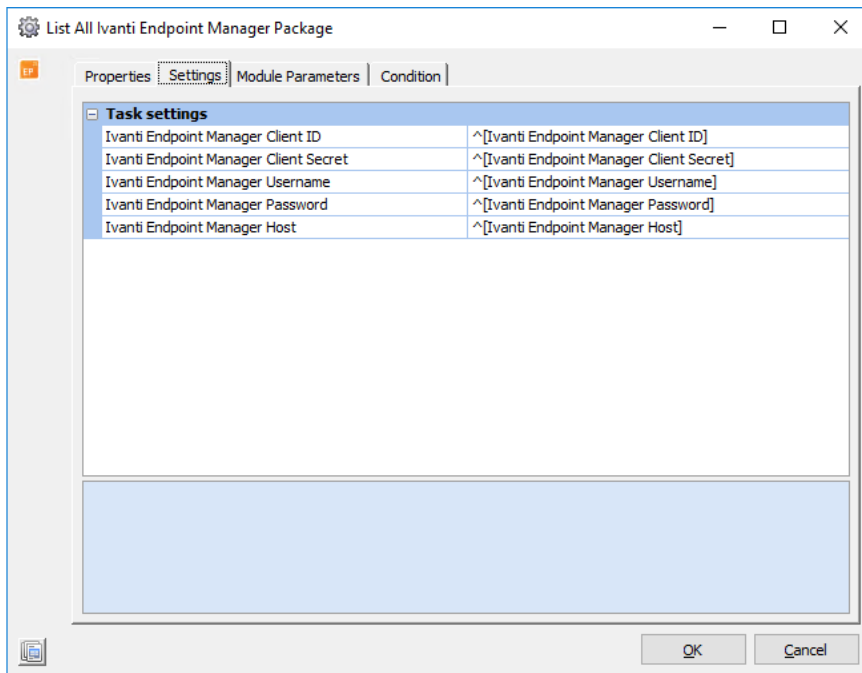 List All Ivanti Endpoint Manager Package
EP
Properties Settings Module Parameters Condition
Task settings
Ivanti Endpoint Manager Client ID ^[Ivanti Endpoint Manager Client ID]
Ivanti Endpoint Manager Client Secret ^[Ivanti Endpoint Manager Client Secret]
Ivanti Endpoint Manager Username ^[Ivanti Endpoint Manager Username]
Ivanti Endpoint Manager Password ^[Ivanti Endpoint Manager Password]
Ivanti Endpoint Manager Host ^[Ivanti Endpoint Manager Host]
OK Cancel